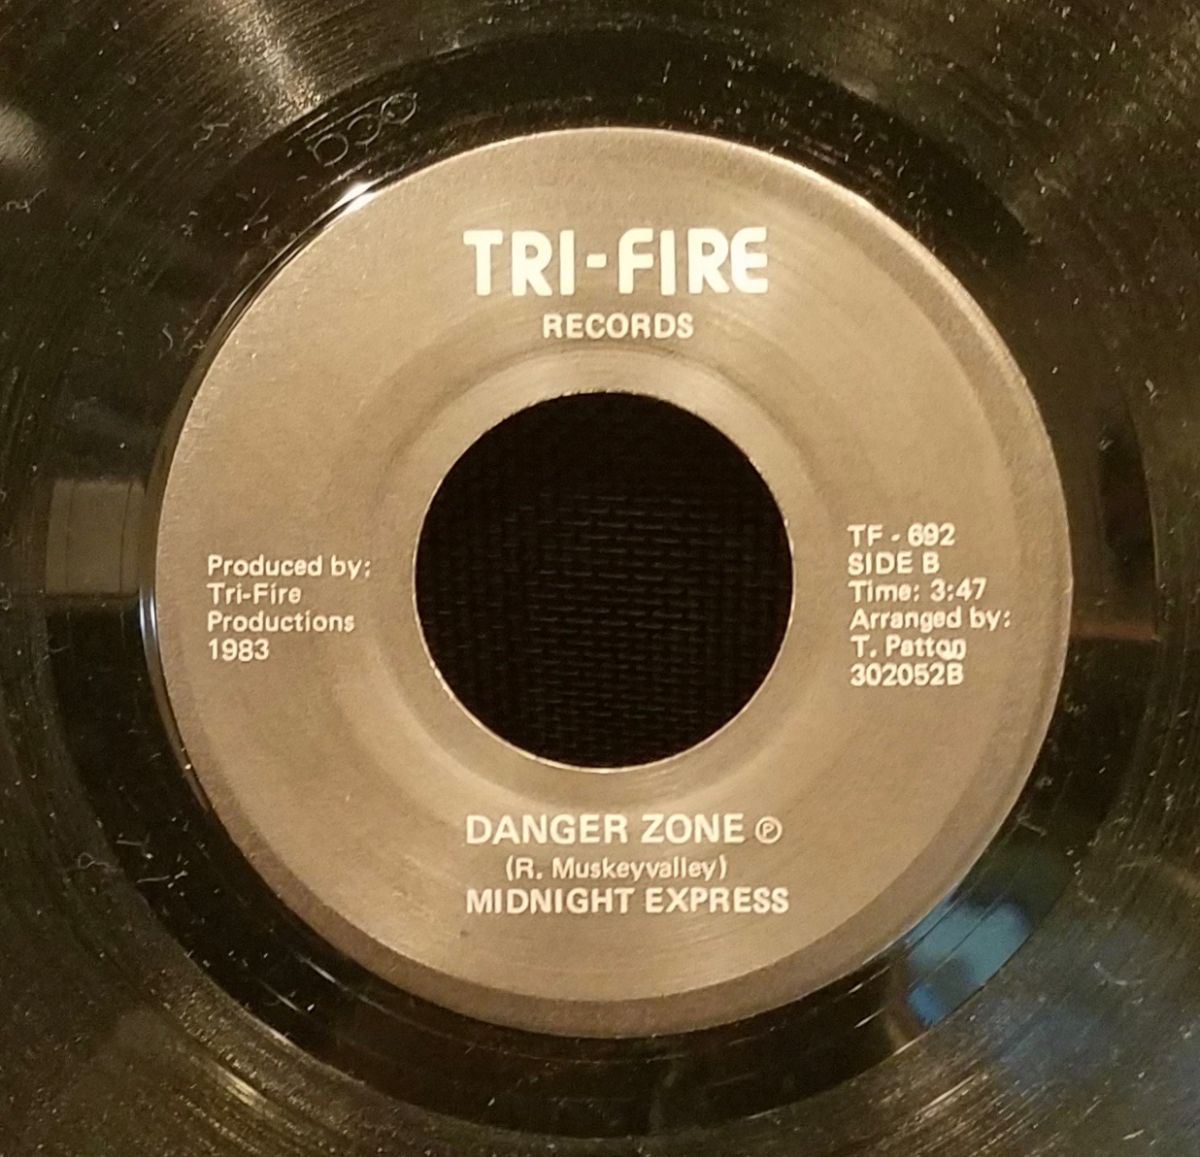 TRI-FIRE
RECORDS
Produced by:
Tri-Fire
Productions
1983
TF - 692
SIDE B
Time: 3:47
Arranged by:
T. Patton
302052B
DANGER ZONE ℗
(R. Muskeyvalley)
MIDNIGHT EXPRESS